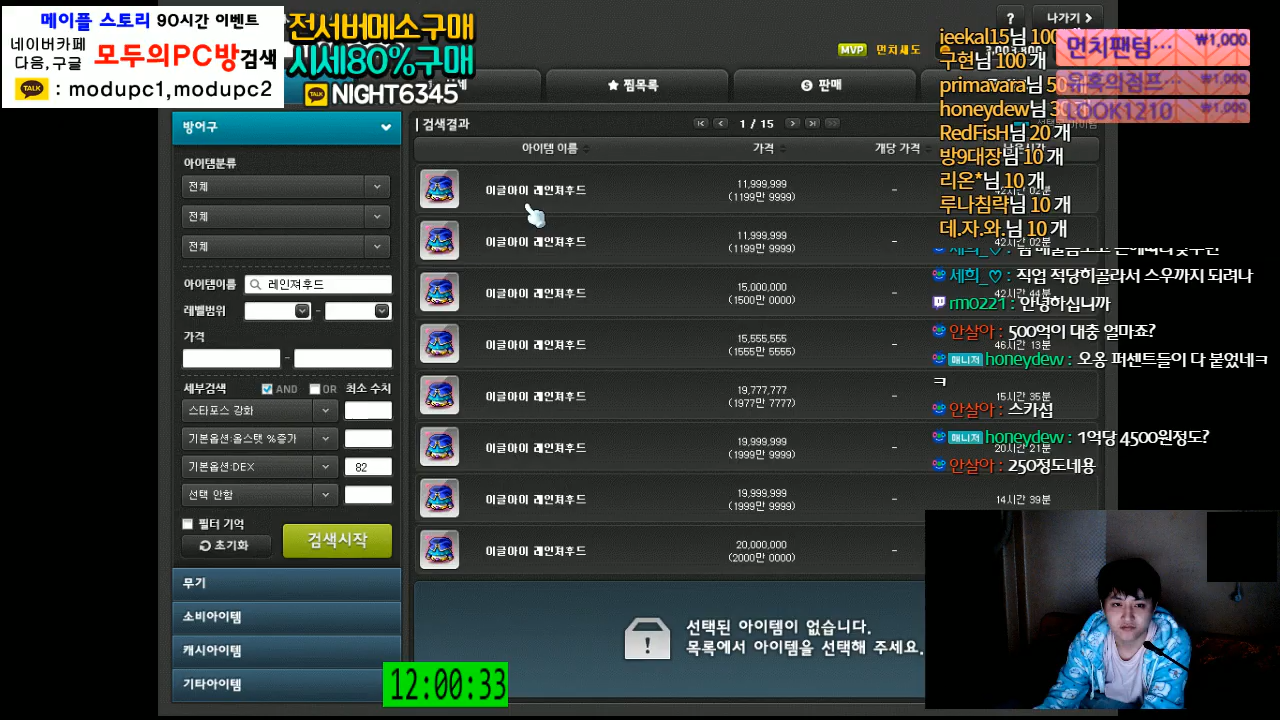 메이플 스토리 90시간 이벤트
네이버카페
다음,구글
모두의PC방검색
TALK : modupc1,modupc2
전서버메소구매
시세80%구매
TALK NIGHT6345
MVP 먼치새도
?
나가기 >
찜목록
판매
jeekal15님 100
구현님 100 개
primavara님 50
honeydew님 3
RedFisH님 20 개
방9대장님 10 개
리온*님 10 개
루나침략님 10 개
데.자.와.님 10 개
먼치팬텀… ₩1,000
유혹의점프… ₩1,000
LOOK1210 ₩1,000
방어구
아이템분류
전체
전체
전체
아이템이름 레인져후드
레벨범위 -
가격
-
세부검색 AND OR 최소 수치
스타포스 강화
기본옵션:올스탯 %증가
기본옵션:DEX 82
선택 안함
필터 기억
초기화
검색시작
무기
소비아이템
캐시아이템
기타아이템
검색결과
1 / 15
아이템 이름 가격 개당 가격
이글아이 레인져후드 11,999,999 -
(1199만 9999)
이글아이 레인져후드 11,999,999 - 42시간 02분
(1199만 9999)
이글아이 레인져후드 15,000,000 - 42시간 44분
(1500만 0000)
이글아이 레인져후드 15,555,555 - 46시간 13분
(1555만 5555)
이글아이 레인져후드 19,777,777 - 15시간 35분
(1977만 7777)
이글아이 레인져후드 19,999,999 - 20시간 21분
(1999만 9999)
이글아이 레인져후드 19,999,999 - 14시간 39분
(1999만 9999)
이글아이 레인져후드 20,000,000 -
(2000만 0000)
선택된 아이템이 없습니다.
목록에서 아이템을 선택해 주세요.
세희_♡ : 직업 적당히골라서 스우까지 되려나
rm0221 : 안녕하십니까
안살아 : 500억이 대충 얼마죠?
매니저 honeydew : 오옹 퍼센트들이 다 붙었네ㅋ
ㅋ
안살아 : 스카섭
매니저 honeydew : 1억당 4500원정도?
안살아 : 250정도네용
12:00:33